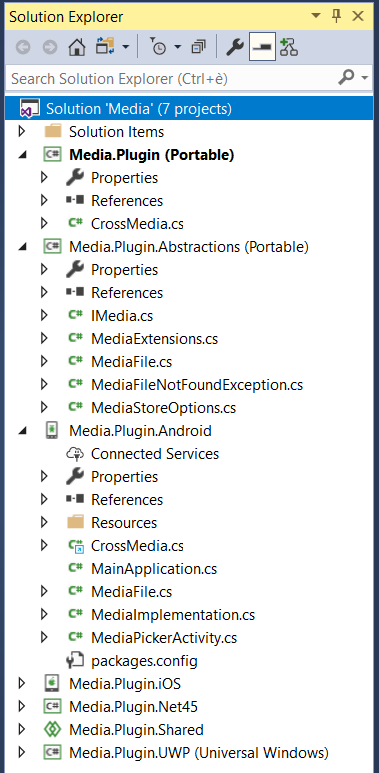 Solution Explorer
Search Solution Explorer (Ctrl+è)
Solution 'Media' (7 projects)
Solution Items
Media.Plugin (Portable)
Properties
References
C# CrossMedia.cs
Media.Plugin.Abstractions (Portable)
Properties
References
C# IMedia.cs
C# MediaExtensions.cs
C# MediaFile.cs
C# MediaFileNotFoundException.cs
C# MediaStoreOptions.cs
Media.Plugin.Android
Connected Services
Properties
References
Resources
C# CrossMedia.cs
C# MainApplication.cs
C# MediaFile.cs
C# MediaImplementation.cs
C# MediaPickerActivity.cs
packages.config
Media.Plugin.iOS
C# Media.Plugin.Net45
Media.Plugin.Shared
C# Media.Plugin.UWP (Universal Windows)